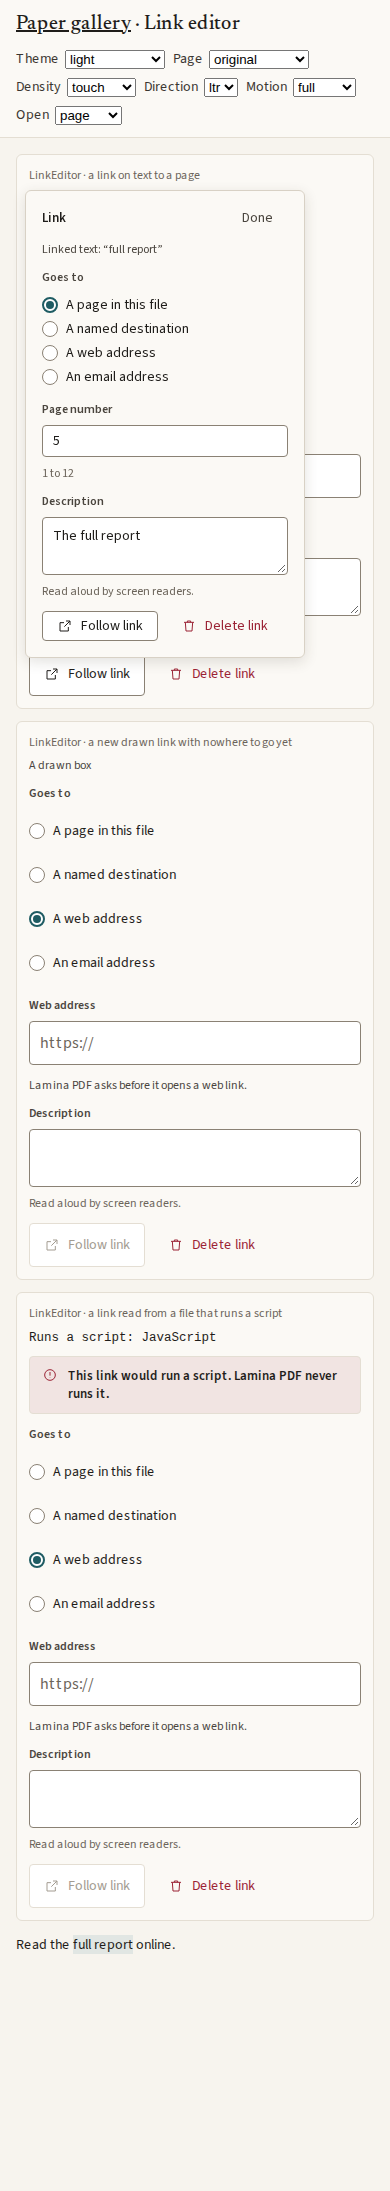 Paper gallery · Link editor
Theme light Page original
Density touch Direction ltr Motion full
Open page
LinkEditor · a link on text to a page
Link Done
Linked text: “full report”
Goes to
A page in this file
A named destination
A web address
An email address
Page number
5
1 to 12
Description
The full report
Read aloud by screen readers.
Follow link Delete link
Follow link Delete link
LinkEditor · a new drawn link with nowhere to go yet
A drawn box
Goes to
A page in this file
A named destination
A web address
An email address
Web address
https://
Lamina PDF asks before it opens a web link.
Description
Read aloud by screen readers.
Follow link Delete link
LinkEditor · a link read from a file that runs a script
Runs a script: JavaScript
This link would run a script. Lamina PDF never
runs it.
Goes to
A page in this file
A named destination
A web address
An email address
Web address
https://
Lamina PDF asks before it opens a web link.
Description
Read aloud by screen readers.
Follow link Delete link
Read the full report online.